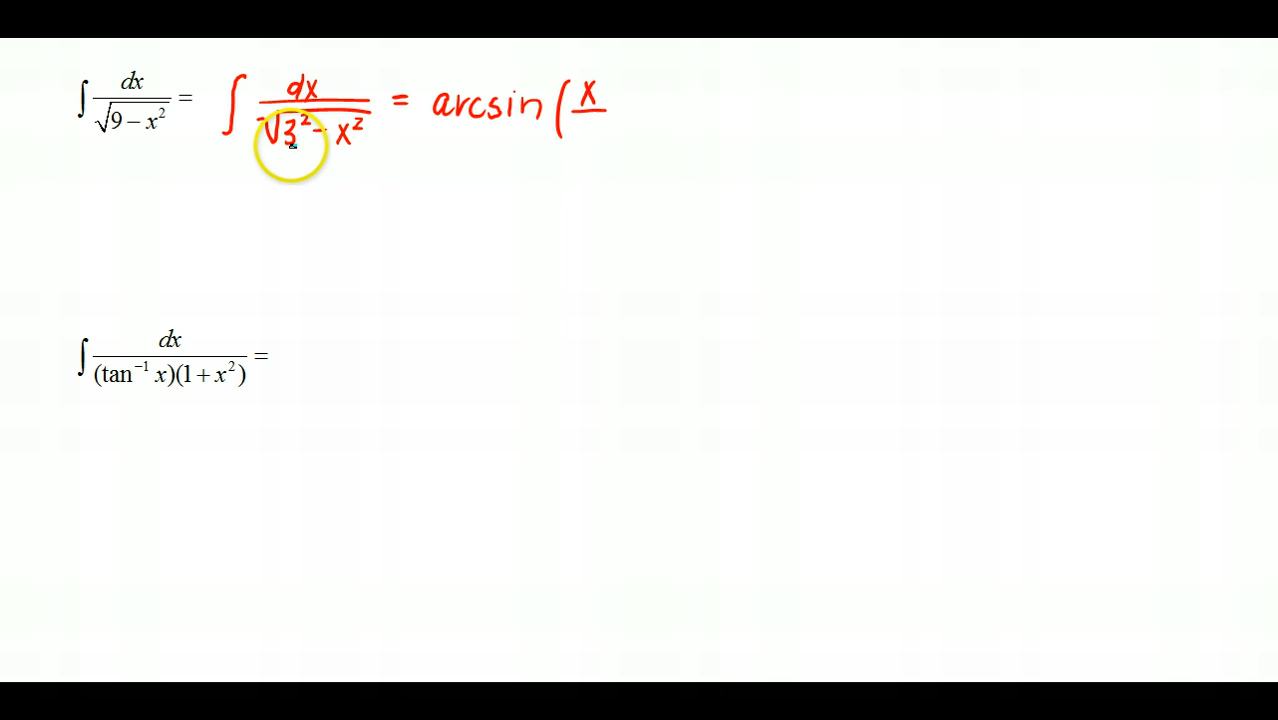 ∫ dx / √(9 − x²) = ∫ dx / √(3² − x²) = arcsin ( x /
∫ dx / (tan⁻¹ x)(1 + x²) =